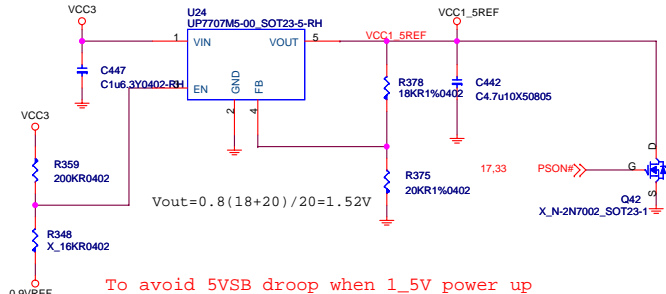 VCC3
U24
UP7707M5-00_SOT23-5-RH
VCC1_5REF
1
VIN
VOUT
5
VCC1_5REF
C447
C1u6.3Y0402-RH
EN
GND
FB
2
4
R378
18KR1%0402
C442
C4.7u10X50805
VCC3
R359
200KR0402
R375
20KR1%0402
17,33
PSON#
D
G
S
Q42
X_N-2N7002_SOT23-1
Vout=0.8(18+20)/20=1.52V
R348
X_16KR0402
0.9VREF
To avoid 5VSB droop when 1_5V power up